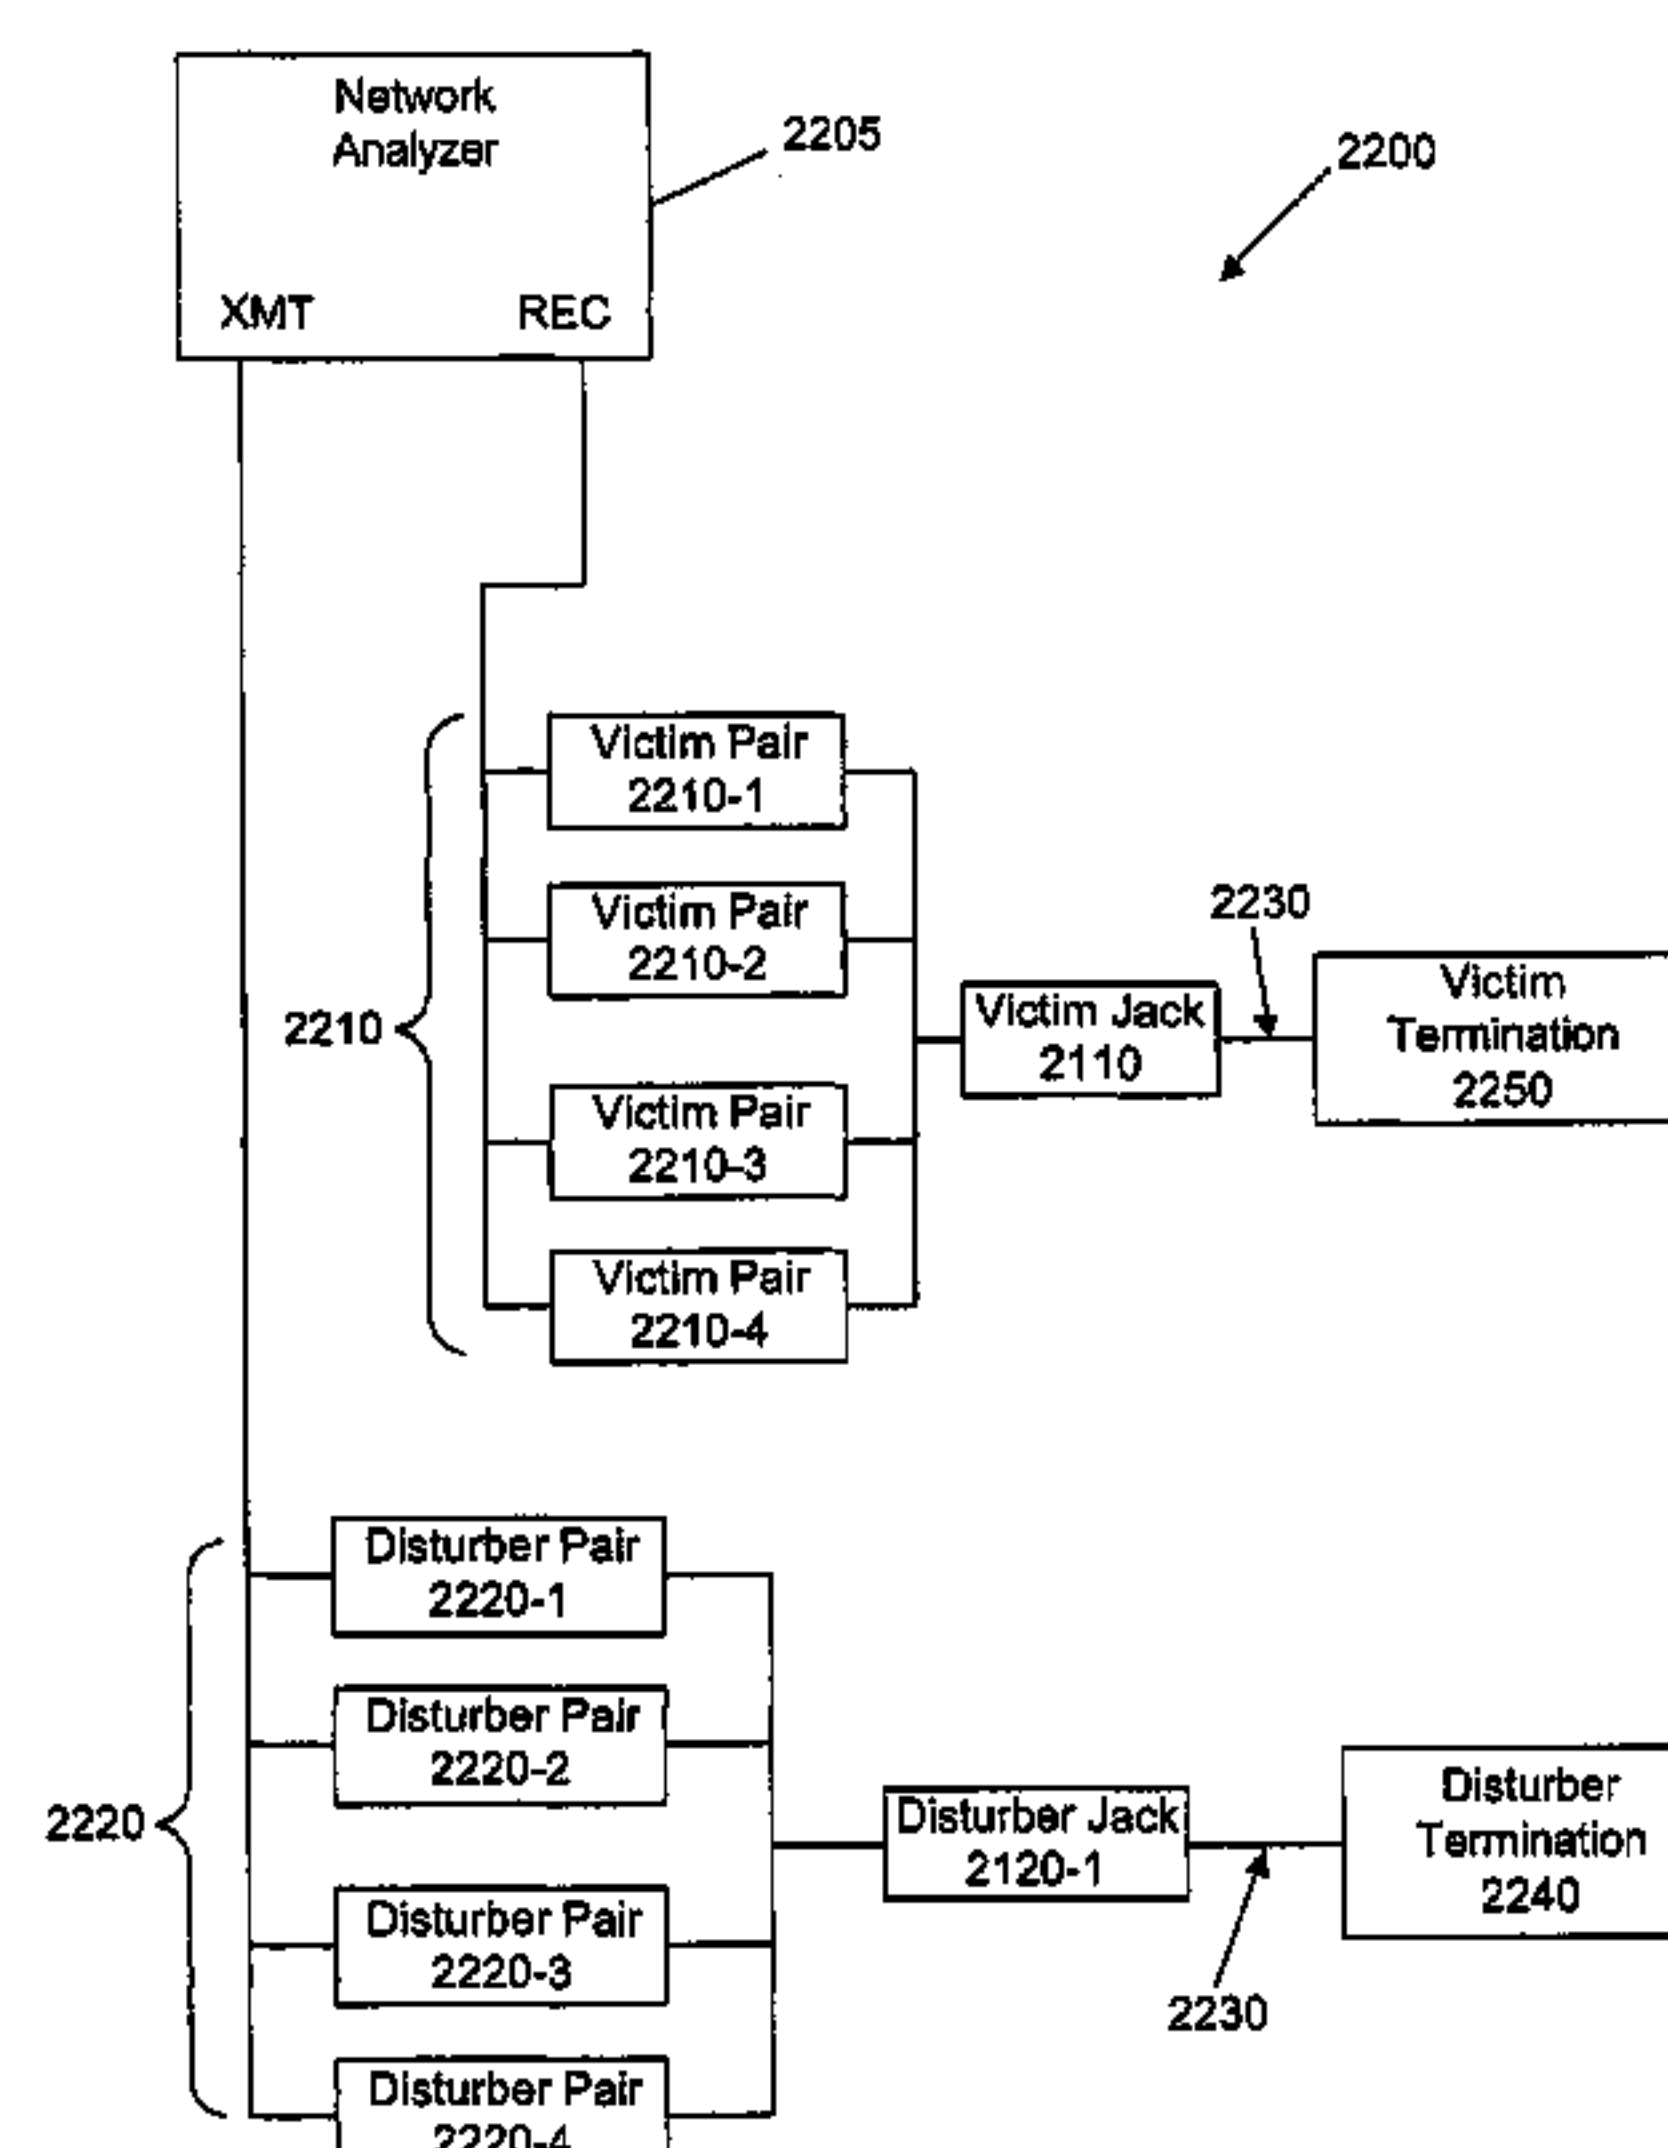 Network
Analyzer
2205
2200
XMT
REC
Victim Pair
2210-1
Victim Pair
2210-2
2230
Victim
Termination
2250
Victim Jack
2110
2210
Victim Pair
2210-3
Victim Pair
2210-4
Disturber Pair
2220-1
Disturber Pair
2220-2
Disturber
Termination
2240
Disturber Jack
2120-1
2220
Disturber Pair
2220-3
2230
Disturber Pair
2220-4